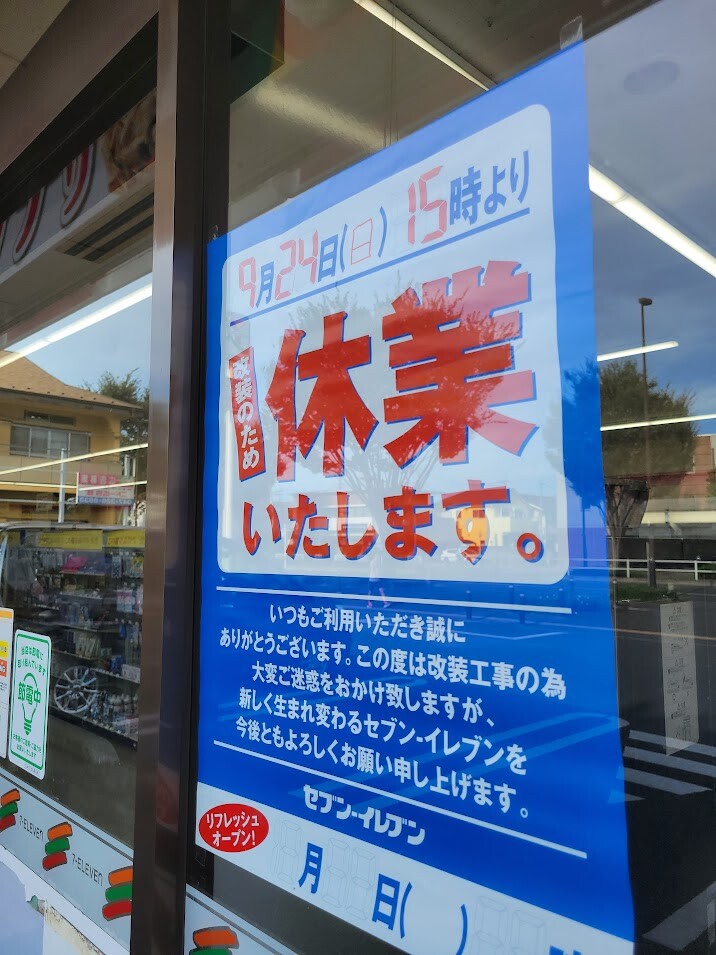 9月24日(日) 15時より
改装のため
休業
いたします。
いつもご利用いただき誠に
ありがとうございます。この度は改装工事の為
大変ご迷惑をおかけ致しますが、
新しく生まれ変わるセブン-イレブンを
今後ともよろしくお願い申し上げます。
セブン-イレブン
リフレッシュ
オープン!
月 日( )
節電中
7-ELEVEN
7-ELEVEN